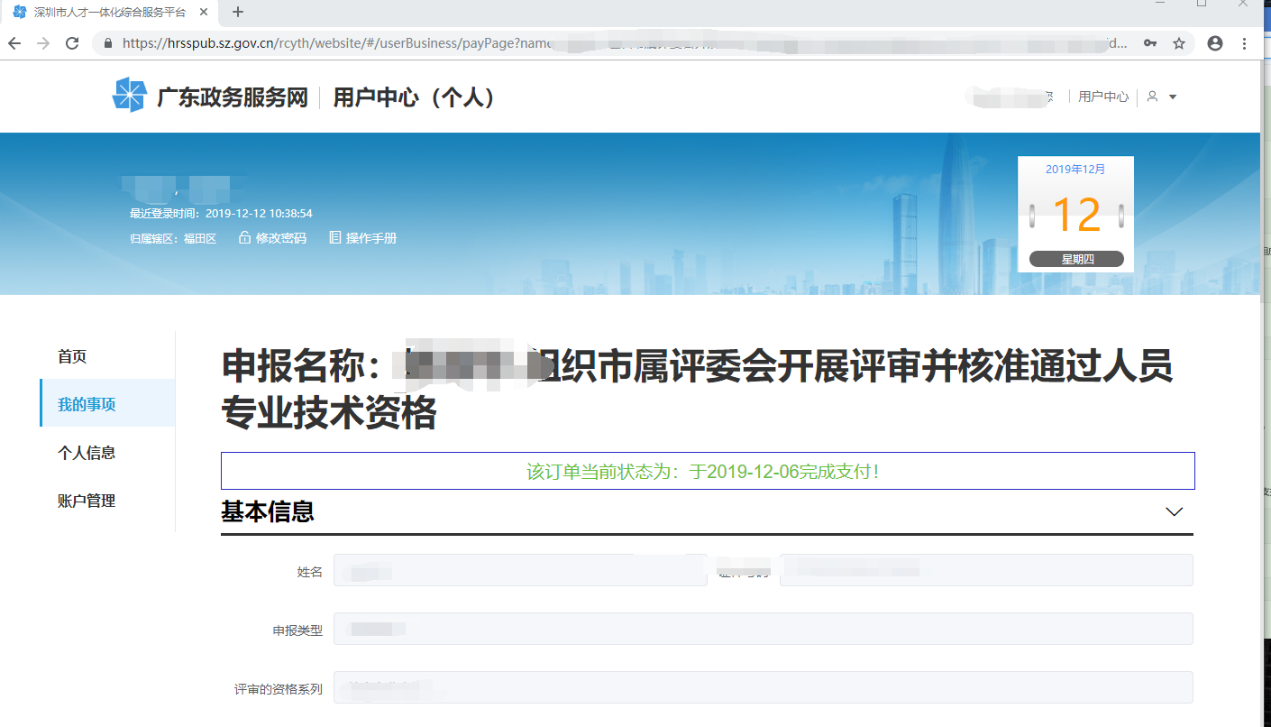 深圳市人才一体化综合服务平台
https://hrsspub.sz.gov.cn/rcyth/website/#/userBusiness/payPage?name
d...
广东政务服务网 用户中心（个人）
用户中心
2019年12月
12
星期四
最近登录时间：2019-12-12 10:38:54
归属辖区：福田区 修改密码 操作手册
首页
我的事项
个人信息
账户管理
申报名称： 组织市属评委会开展评审并核准通过人员
专业技术资格
该订单当前状态为：于2019-12-06完成支付！
基本信息
姓名
申报类型
评审的资格系列